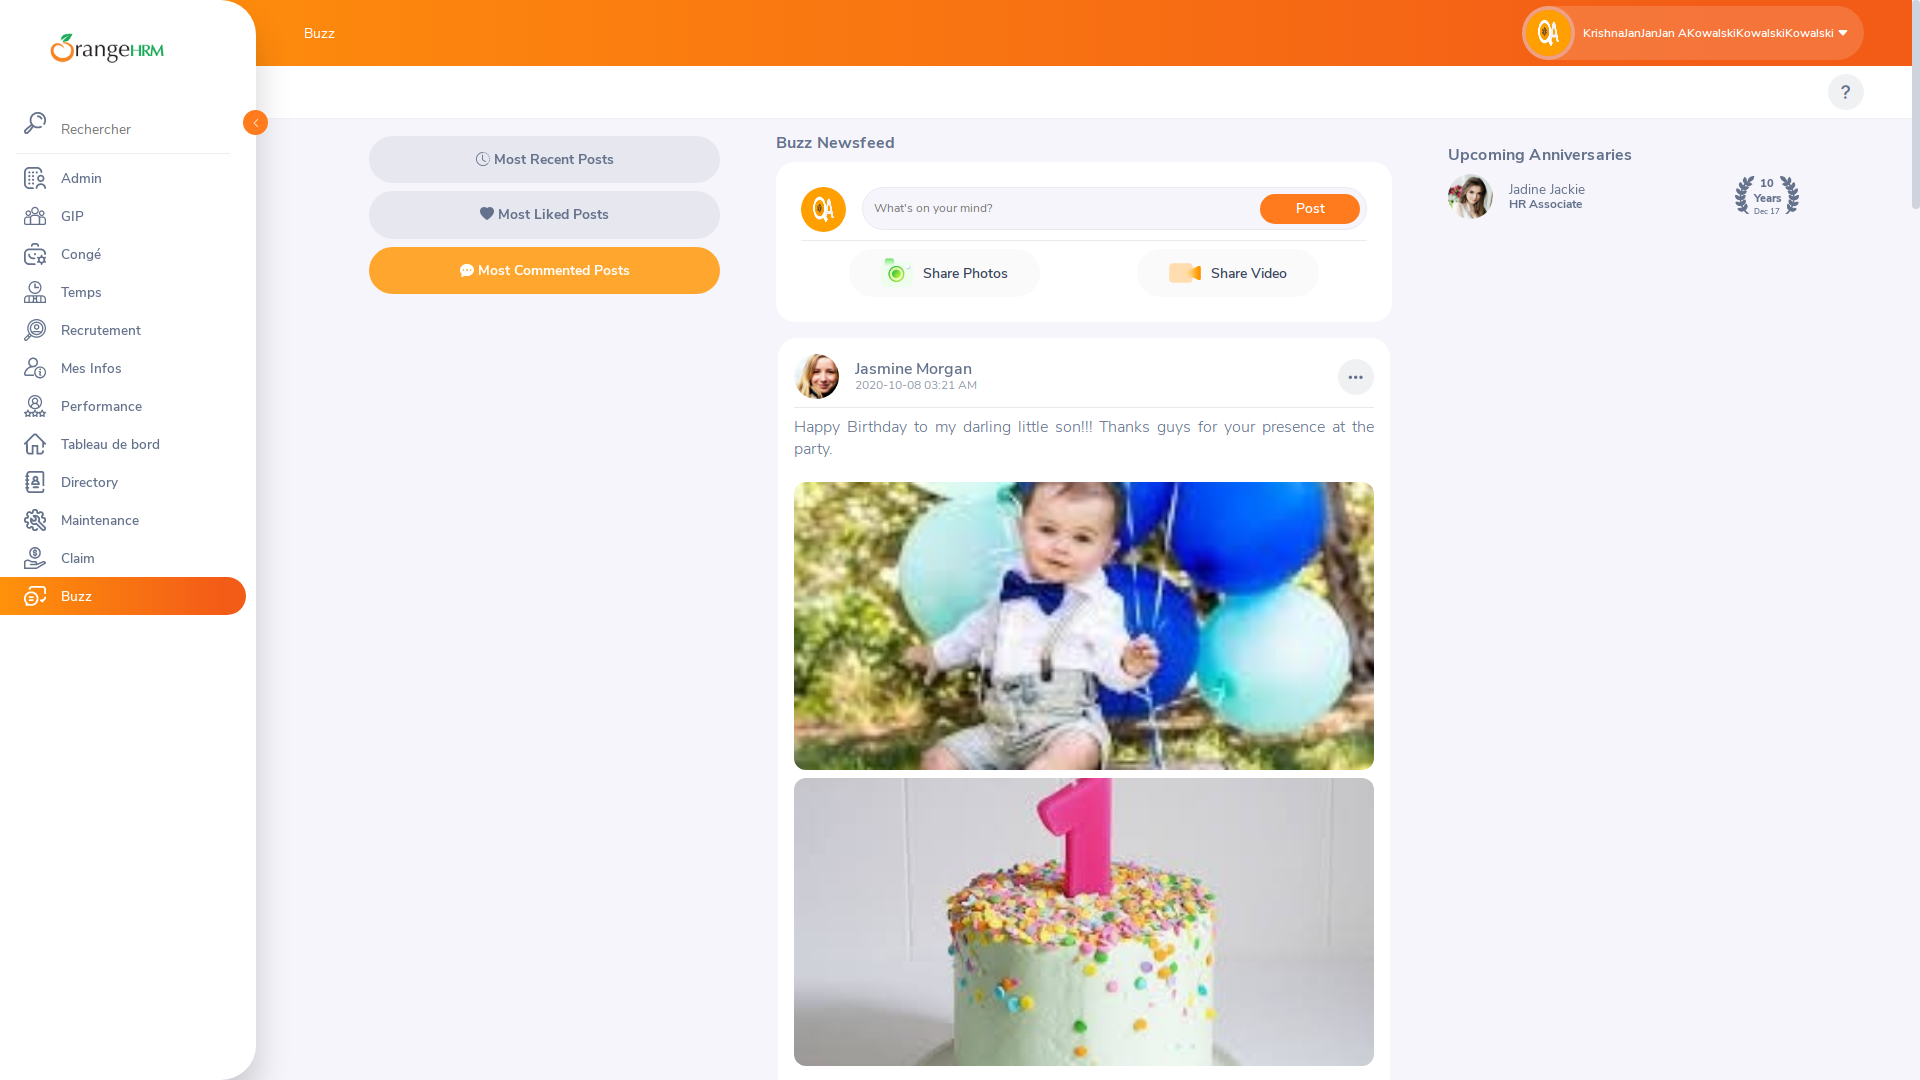 OrangeHRM
Rechercher
Admin
GIP
Congé
Temps
Recrutement
Mes Infos
Performance
Tableau de bord
Directory
Maintenance
Claim
Buzz
Buzz
KrishnaJanJanJan AKowalskiKowalskiKowalski
?
Most Recent Posts
Most Liked Posts
Most Commented Posts
Buzz Newsfeed
What's on your mind?
Post
Share Photos
Share Video
Jasmine Morgan
2020-10-08 03:21 AM
Happy Birthday to my darling little son!!! Thanks guys for your presence at the
party.
1
Upcoming Anniversaries
Jadine Jackie
HR Associate
10
Years
Dec 17